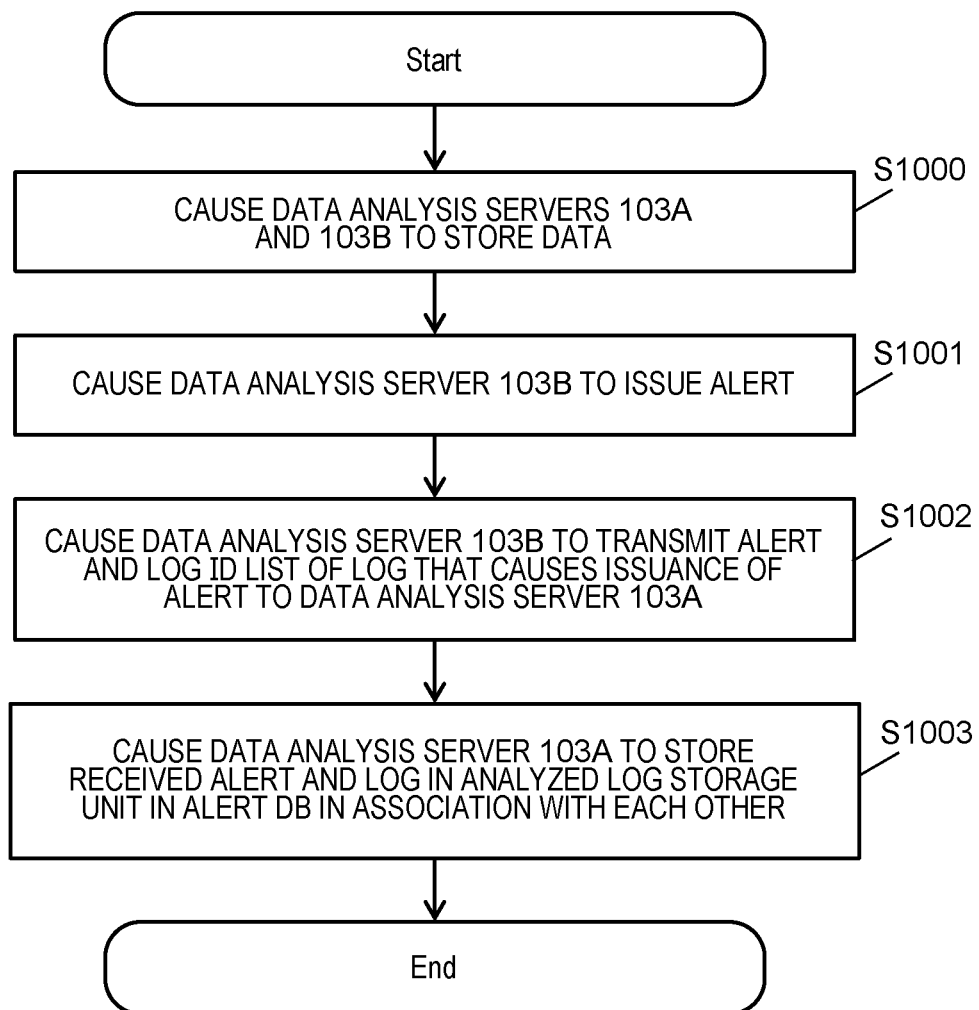 Start
S1000
CAUSE DATA ANALYSIS SERVERS 103A
AND 103B TO STORE DATA
S1001
CAUSE DATA ANALYSIS SERVER 103B TO ISSUE ALERT
S1002
CAUSE DATA ANALYSIS SERVER 103B TO TRANSMIT ALERT
AND LOG ID LIST OF LOG THAT CAUSES ISSUANCE OF
ALERT TO DATA ANALYSIS SERVER 103A
S1003
CAUSE DATA ANALYSIS SERVER 103A TO STORE
RECEIVED ALERT AND LOG IN ANALYZED LOG STORAGE
UNIT IN ALERT DB IN ASSOCIATION WITH EACH OTHER
End